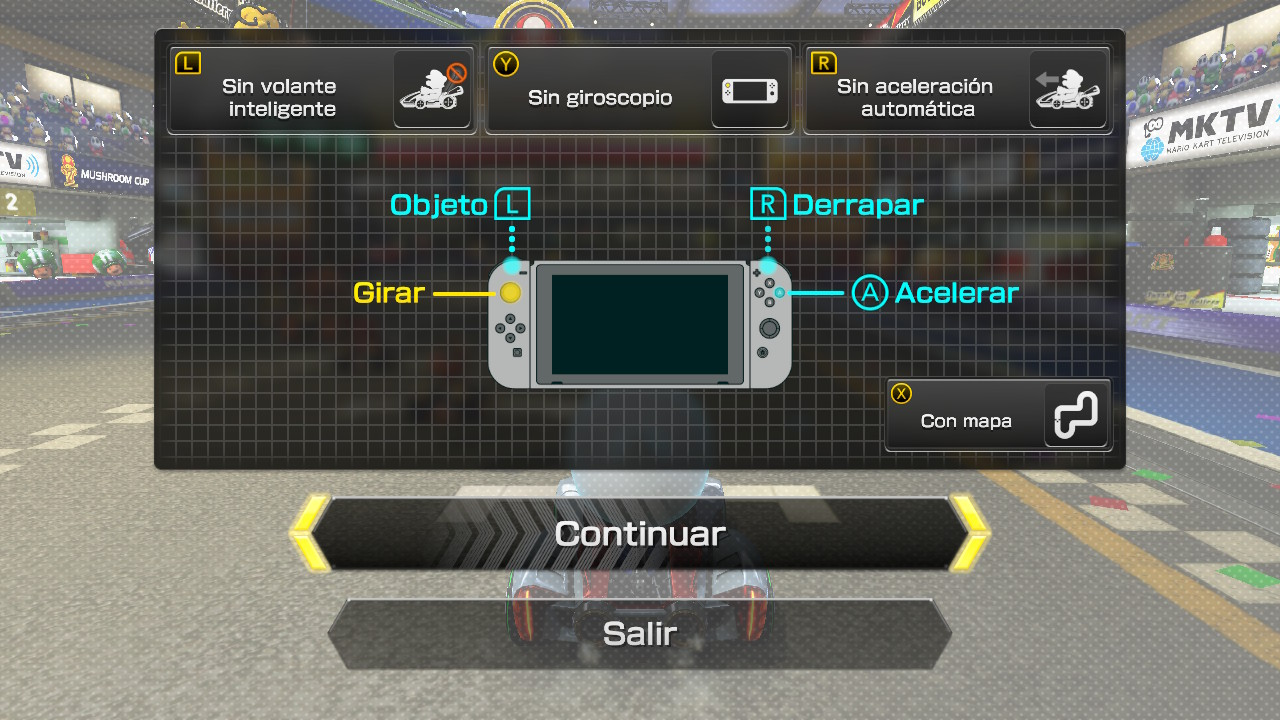 L
Sin volante
inteligente
Y
Sin giroscopio
R
Sin aceleración
automática
MKTV
MARIO KART TELEVISION
TV
MUSHROOM CUP
2
Objeto L
R Derrapar
Girar
A Acelerar
X
Con mapa
Continuar
Salir